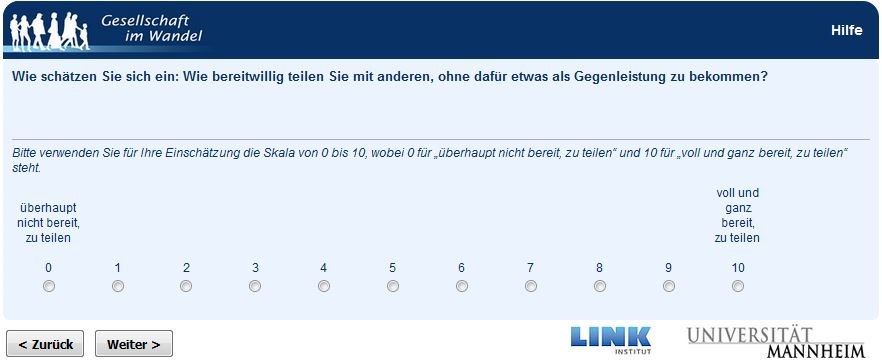 Gesellschaft
im Wandel
Hilfe
Wie schätzen Sie sich ein: Wie bereitwillig teilen Sie mit anderen, ohne dafür etwas als Gegenleistung zu bekommen?
Bitte verwenden Sie für Ihre Einschätzung die Skala von 0 bis 10, wobei 0 für „überhaupt nicht bereit, zu teilen“ und 10 für „voll und ganz bereit, zu teilen“
steht.
überhaupt
nicht bereit,
zu teilen
voll und
ganz
bereit,
zu teilen
0 1 2 3 4 5 6 7 8 9 10
< Zurück
Weiter >
LINK
INSTITUT
UNIVERSITÄT
MANNHEIM